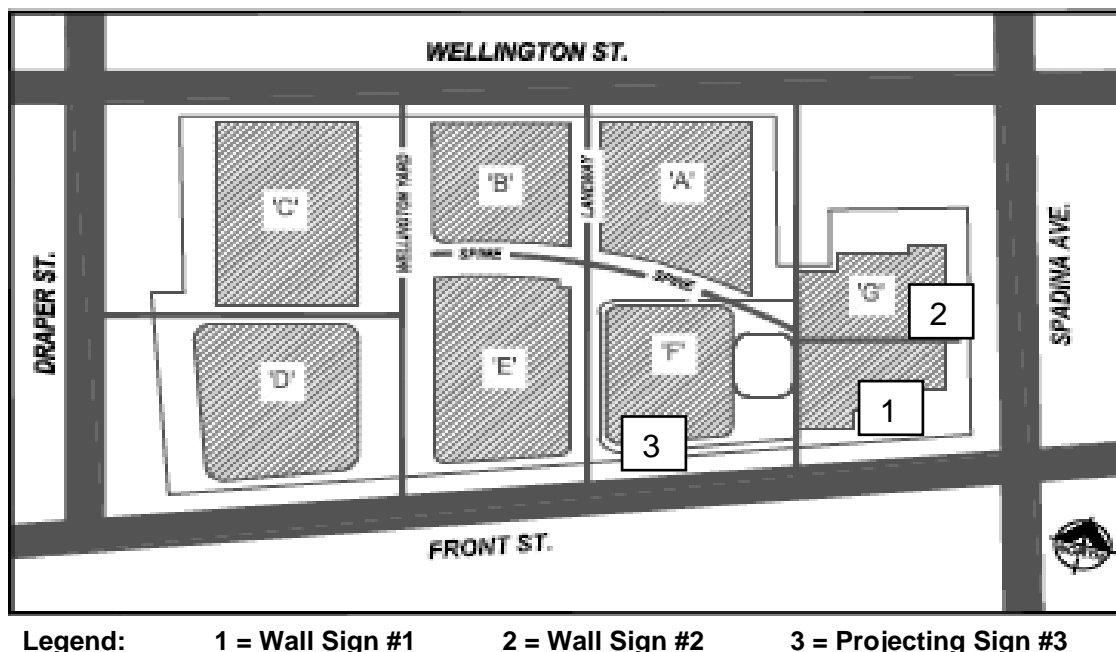 WELLINGTON ST.
'C'
WELLINGTON YARD
'B'
LANEWAY
'A'
SPINE
SPINE
'G'
2
DRAPER ST.
SPADINA AVE.
'D'
'E'
'F'
1
3
FRONT ST.
Legend: 1 = Wall Sign #1 2 = Wall Sign #2 3 = Projecting Sign #3